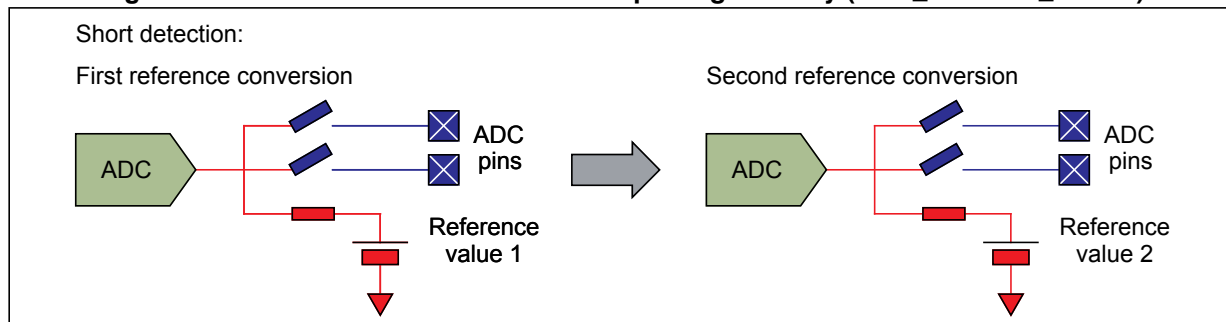 Short detection:
First reference conversion
Second reference conversion
ADC
ADC
pins
Reference
value 1
ADC
ADC
pins
Reference
value 2